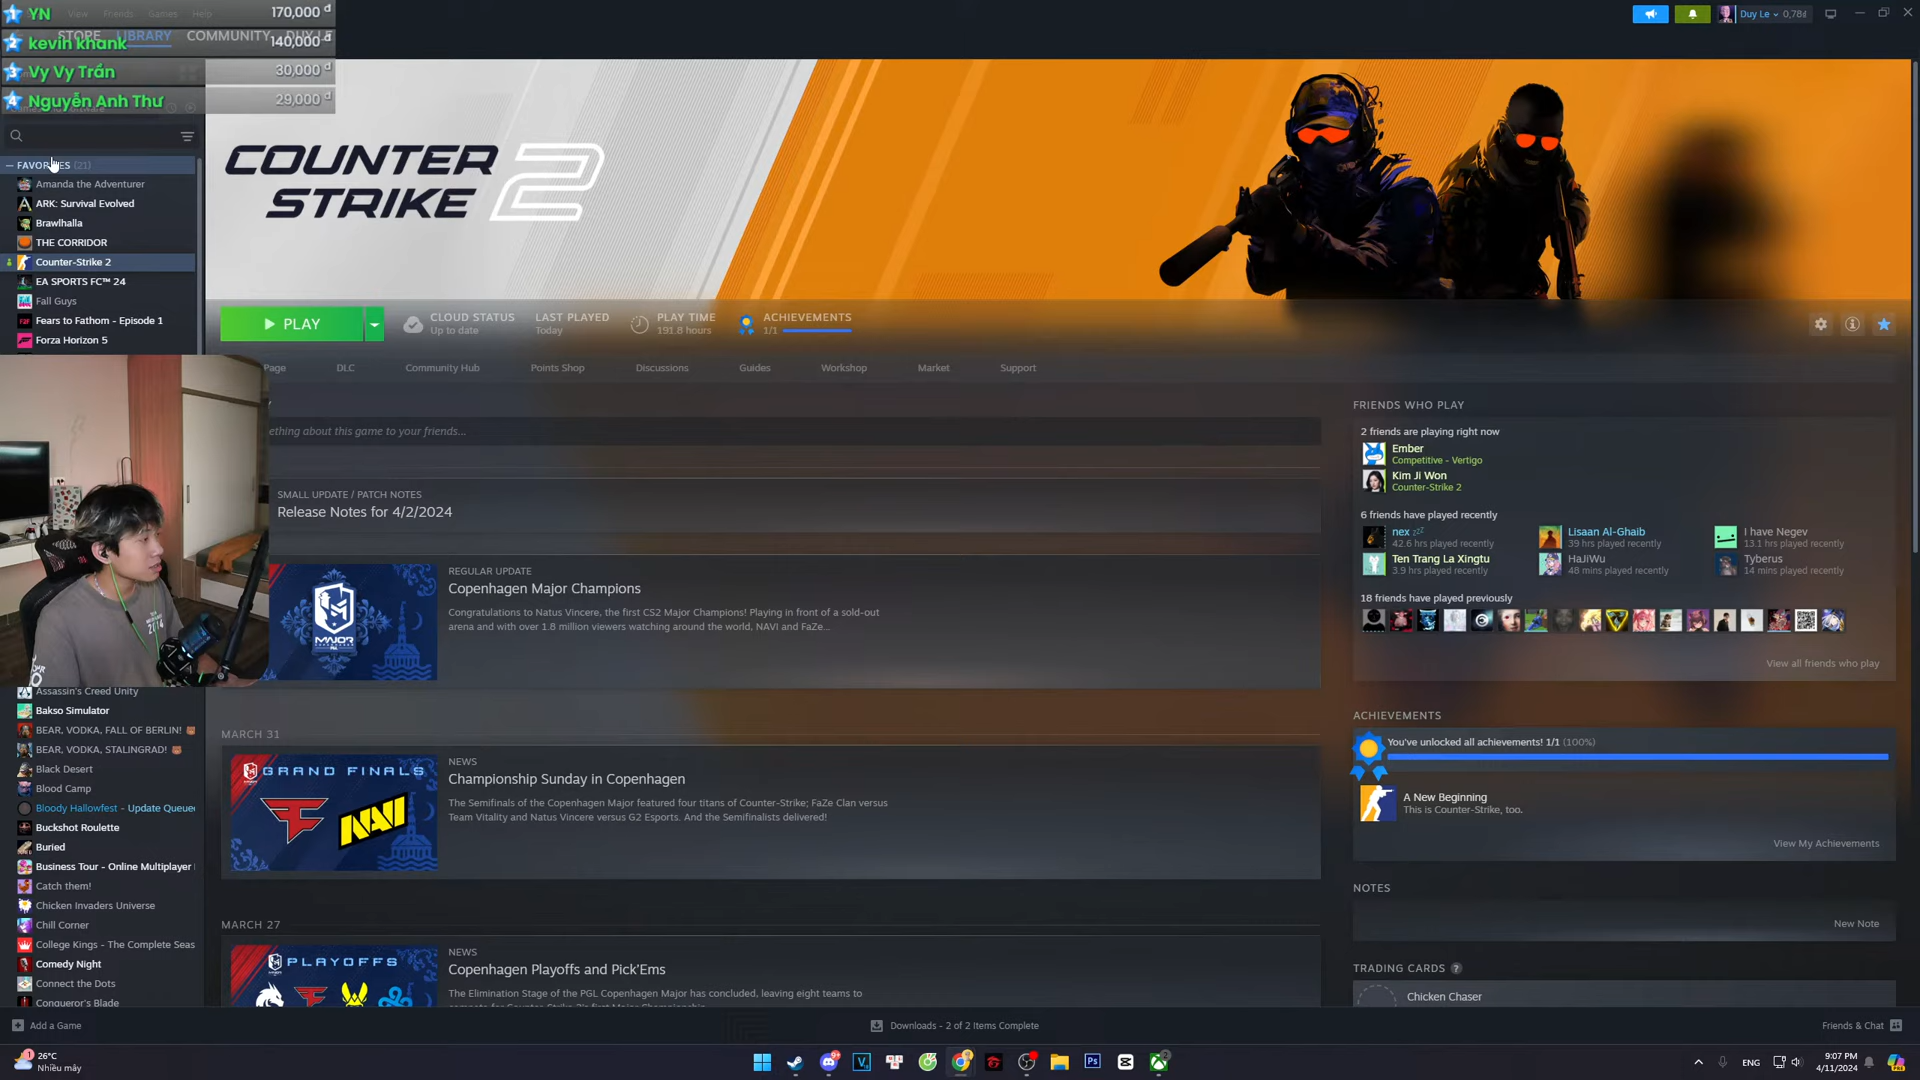 YN 170,000 đ
View Friends Games Help
kevin khank 140,000 đ
STORE LIBRARY COMMUNITY DUY LE
Vy Vy Trần 30,000 đ
Nguyễn Anh Thư 29,000 đ
Duy Le 0,78₫
FAVORITES (21)
Amanda the Adventurer
ARK: Survival Evolved
Brawlhalla
THE CORRIDOR
Counter-Strike 2
EA SPORTS FC™ 24
Fall Guys
Fears to Fathom - Episode 1
Forza Horizon 5
Assassin's Creed Unity
Bakso Simulator
BEAR, VODKA, FALL OF BERLIN!
BEAR, VODKA, STALINGRAD!
Black Desert
Blood Camp
Bloody Hallowfest - Update Queued
Buckshot Roulette
Buried
Business Tour - Online Multiplayer
Catch them!
Chicken Invaders Universe
Chill Corner
College Kings - The Complete Seas
Comedy Night
Connect the Dots
Conqueror's Blade
COUNTER
STRIKE 2
PLAY
CLOUD STATUS
Up to date
LAST PLAYED
Today
PLAY TIME
191.8 hours
ACHIEVEMENTS
1/1
Page DLC Community Hub Points Shop Discussions Guides Workshop Market Support
ething about this game to your friends...
SMALL UPDATE / PATCH NOTES
Release Notes for 4/2/2024
REGULAR UPDATE
Copenhagen Major Champions
Congratulations to Natus Vincere, the first CS2 Major Champions! Playing in front of a sold-out
arena and with over 1.8 million viewers watching around the world, NAVI and FaZe...
MAJOR
MARCH 31
GRAND FINALS
NAVI
NEWS
Championship Sunday in Copenhagen
The Semifinals of the Copenhagen Major featured four titans of Counter-Strike; FaZe Clan versus
Team Vitality and Natus Vincere versus G2 Esports. And the Semifinalists delivered!
MARCH 27
PLAYOFFS
NEWS
Copenhagen Playoffs and Pick'Ems
The Elimination Stage of the PGL Copenhagen Major has concluded, leaving eight teams to
FRIENDS WHO PLAY
2 friends are playing right now
Ember
Competitive - Vertigo
Kim Ji Won
Counter-Strike 2
6 friends have played recently
nex zzz
42.6 hrs played recently
Lisaan Al-Ghaib
39 hrs played recently
I have Negev
13.1 hrs played recently
Ten Trang La Xingtu
3.9 hrs played recently
HaJiWu
48 mins played recently
Tyberus
14 mins played recently
18 friends have played previously
View all friends who play
ACHIEVEMENTS
You've unlocked all achievements! 1/1 (100%)
A New Beginning
This is Counter-Strike, too.
View My Achievements
NOTES
New Note
TRADING CARDS ?
Chicken Chaser
Add a Game
Downloads - 2 of 2 Items Complete
Friends & Chat
26°C
Nhiều mây
ENG
9:07 PM
4/11/2024